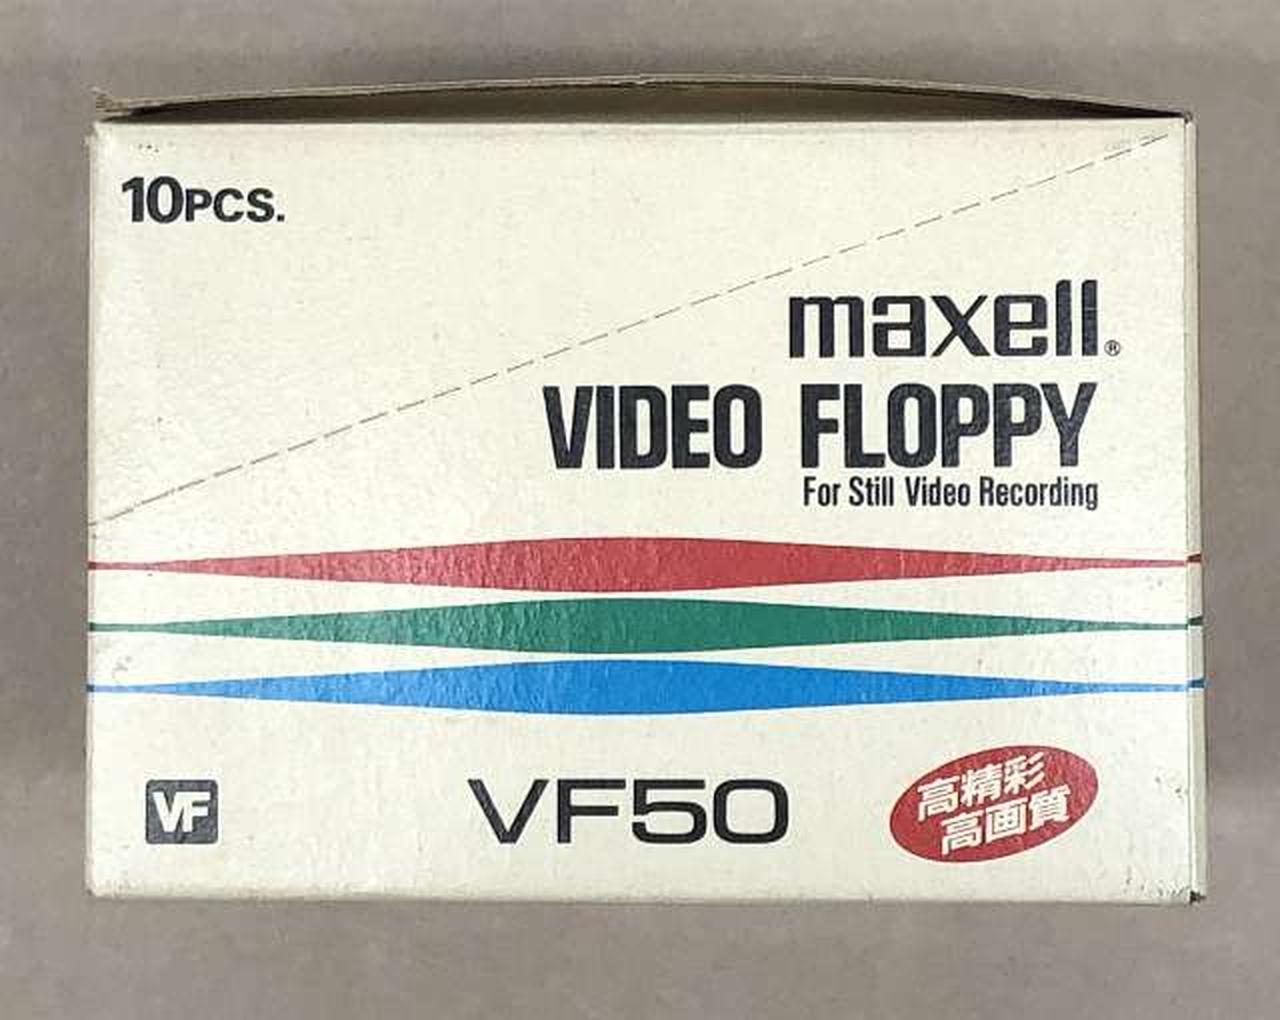 10PCS.
maxell®
VIDEO FLOPPY
For Still Video Recording
VF
VF50
高精彩
高画質